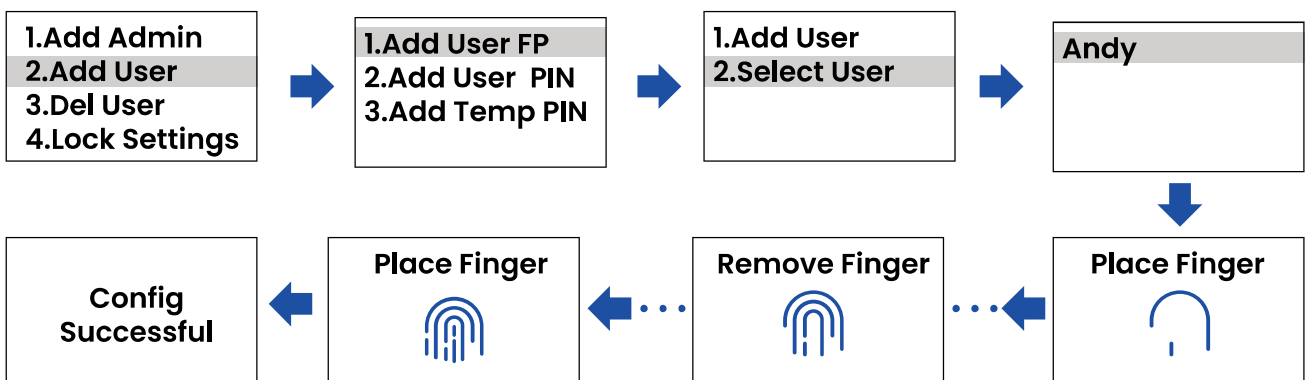 1.Add Admin
2.Add User
3.Del User
4.Lock Settings
1.Add User FP
2.Add User PIN
3.Add Temp PIN
1.Add User
2.Select User
Andy
Place Finger
Remove Finger
Place Finger
Config
Successful